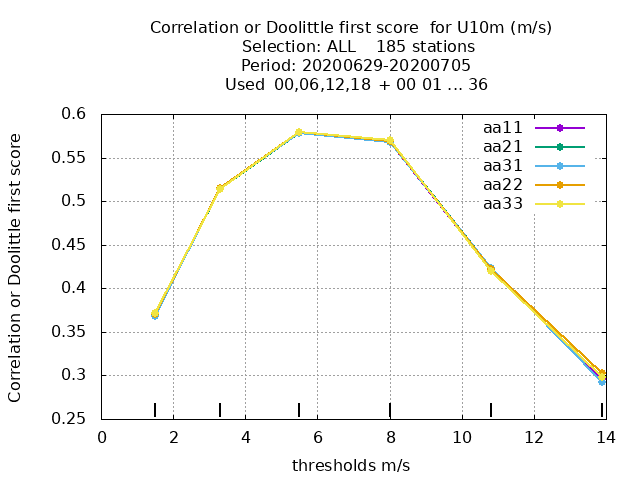 Correlation or Doolittle first score  for U10m (m/s)
Selection: ALL    185 stations
Period: 20200629-20200705
Used  00,06,12,18 + 00 01 ... 36
Correlation or Doolittle first score
0.6
0.55
0.5
0.45
0.4
0.35
0.3
0.25
aa11
aa21
aa31
aa22
aa33
0 2 4 6 8 10 12 14
thresholds m/s